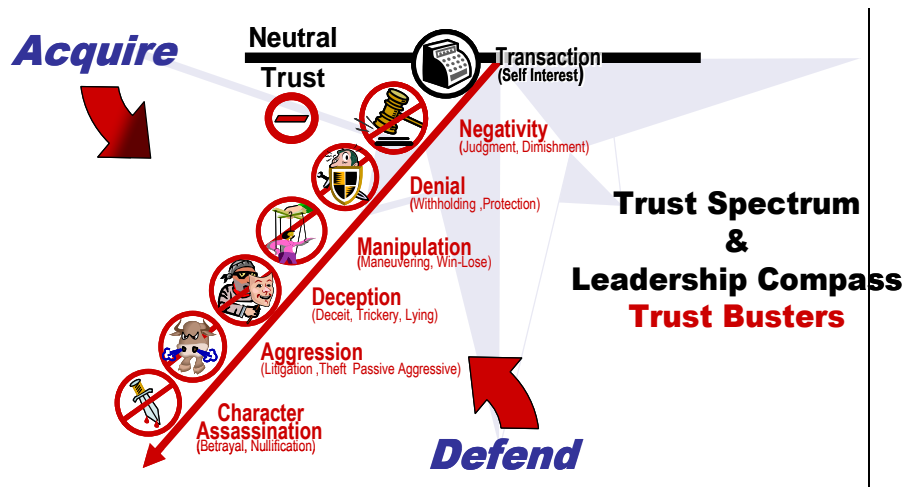 Acquire
Neutral
Trust
Transaction
(Self Interest)
Negativity
(Judgment, Dimishment)
Denial
(Withholding ,Protection)
Manipulation
(Maneuvering, Win-Lose)
Deception
(Deceit, Trickery, Lying)
Aggression
(Litigation ,Theft Passive Aggressive)
Character
Assassination
(Betrayal, Nullification)
Defend
Trust Spectrum
&
Leadership Compass
Trust Busters